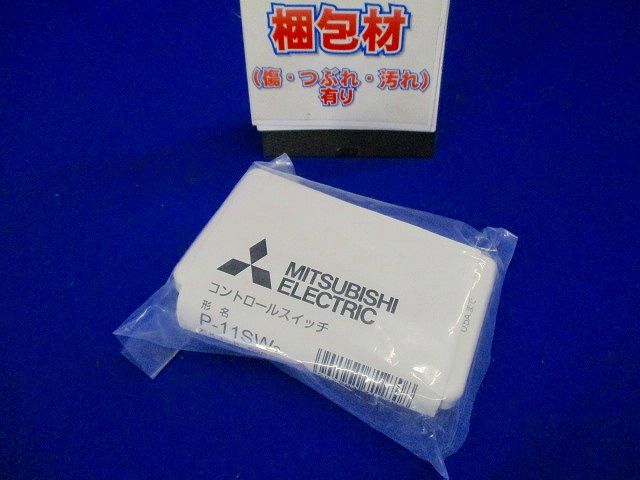 梱包材
(傷・つぶれ・汚れ)
有り
MITSUBISHI
ELECTRIC
コントロールスイッチ
形名
P-11SW